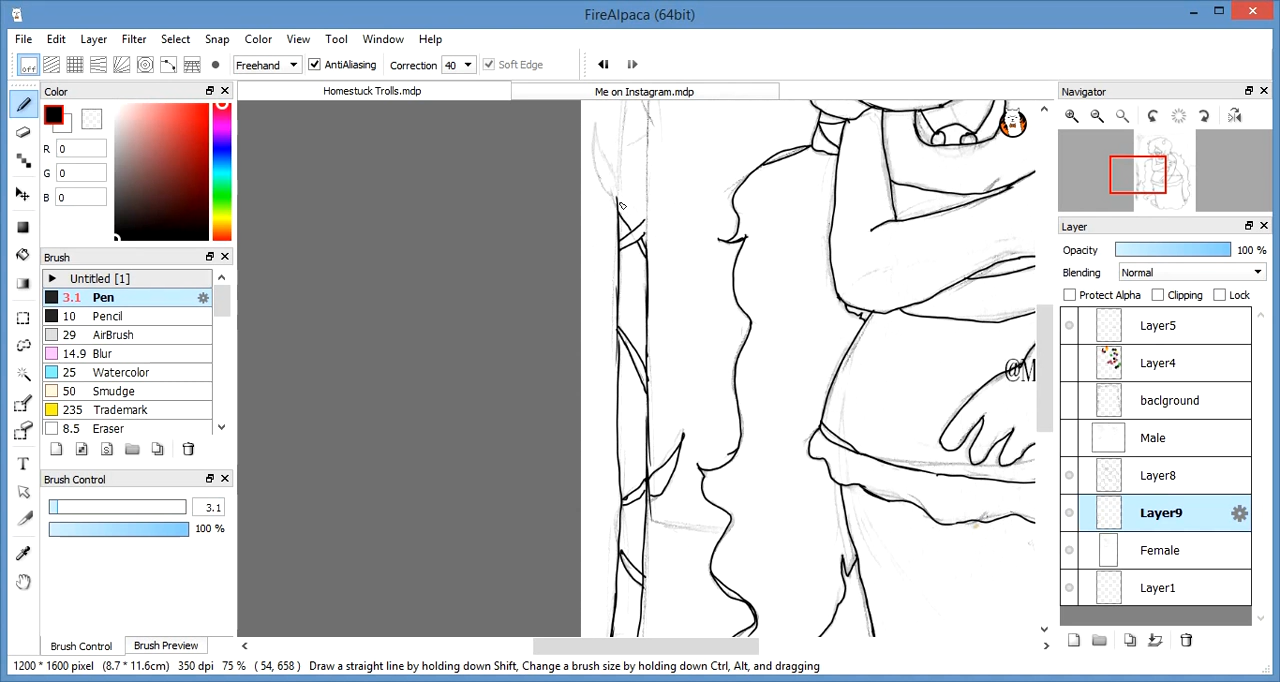 FireAlpaca (64bit)
File Edit Layer Filter Select Snap Color View Tool Window Help
off Freehand AntiAliasing Correction 40 Soft Edge
Color
Homestuck Trolls.mdp Me on Instagram.mdp
Navigator
R 0
G 0
B 0
Brush
Untitled [1]
3.1 Pen
10 Pencil
29 AirBrush
14.9 Blur
25 Watercolor
50 Smudge
235 Trademark
8.5 Eraser
Brush Control
3.1
100 %
Brush Control Brush Preview
@M
Layer
Opacity 100 %
Blending Normal
Protect Alpha Clipping Lock
Layer5
Layer4
baclground
Male
Layer8
Layer9
Female
Layer1
T
1200 * 1600 pixel (8.7 * 11.6cm) 350 dpi 75 % ( 54, 658 ) Draw a straight line by holding down Shift, Change a brush size by holding down Ctrl, Alt, and dragging